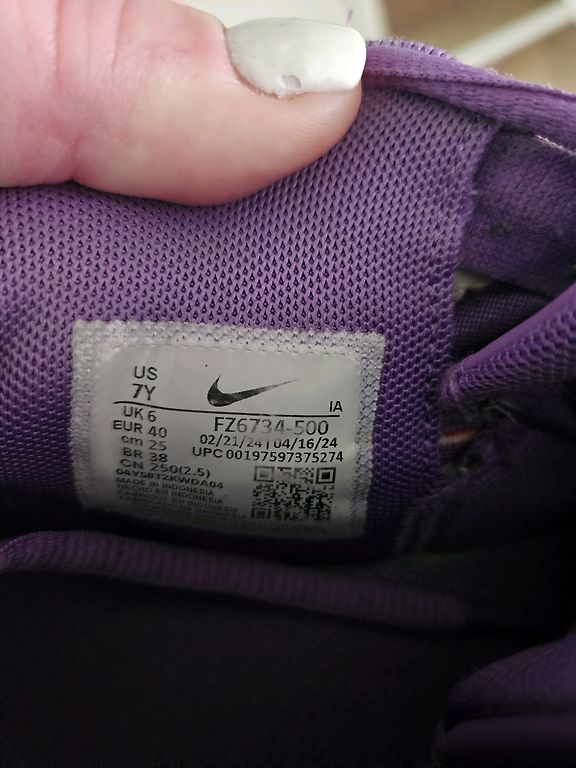 US
7Y
IA
UK 6
EUR 40
cm 25
BR 38
CN 250(2.5)
04Y5BT2KWDA04
FZ6734-500
02/21/24 | 04/16/24
UPC 00197597375274
MADE IN INDONESIA
HECHO EN INDONESIA